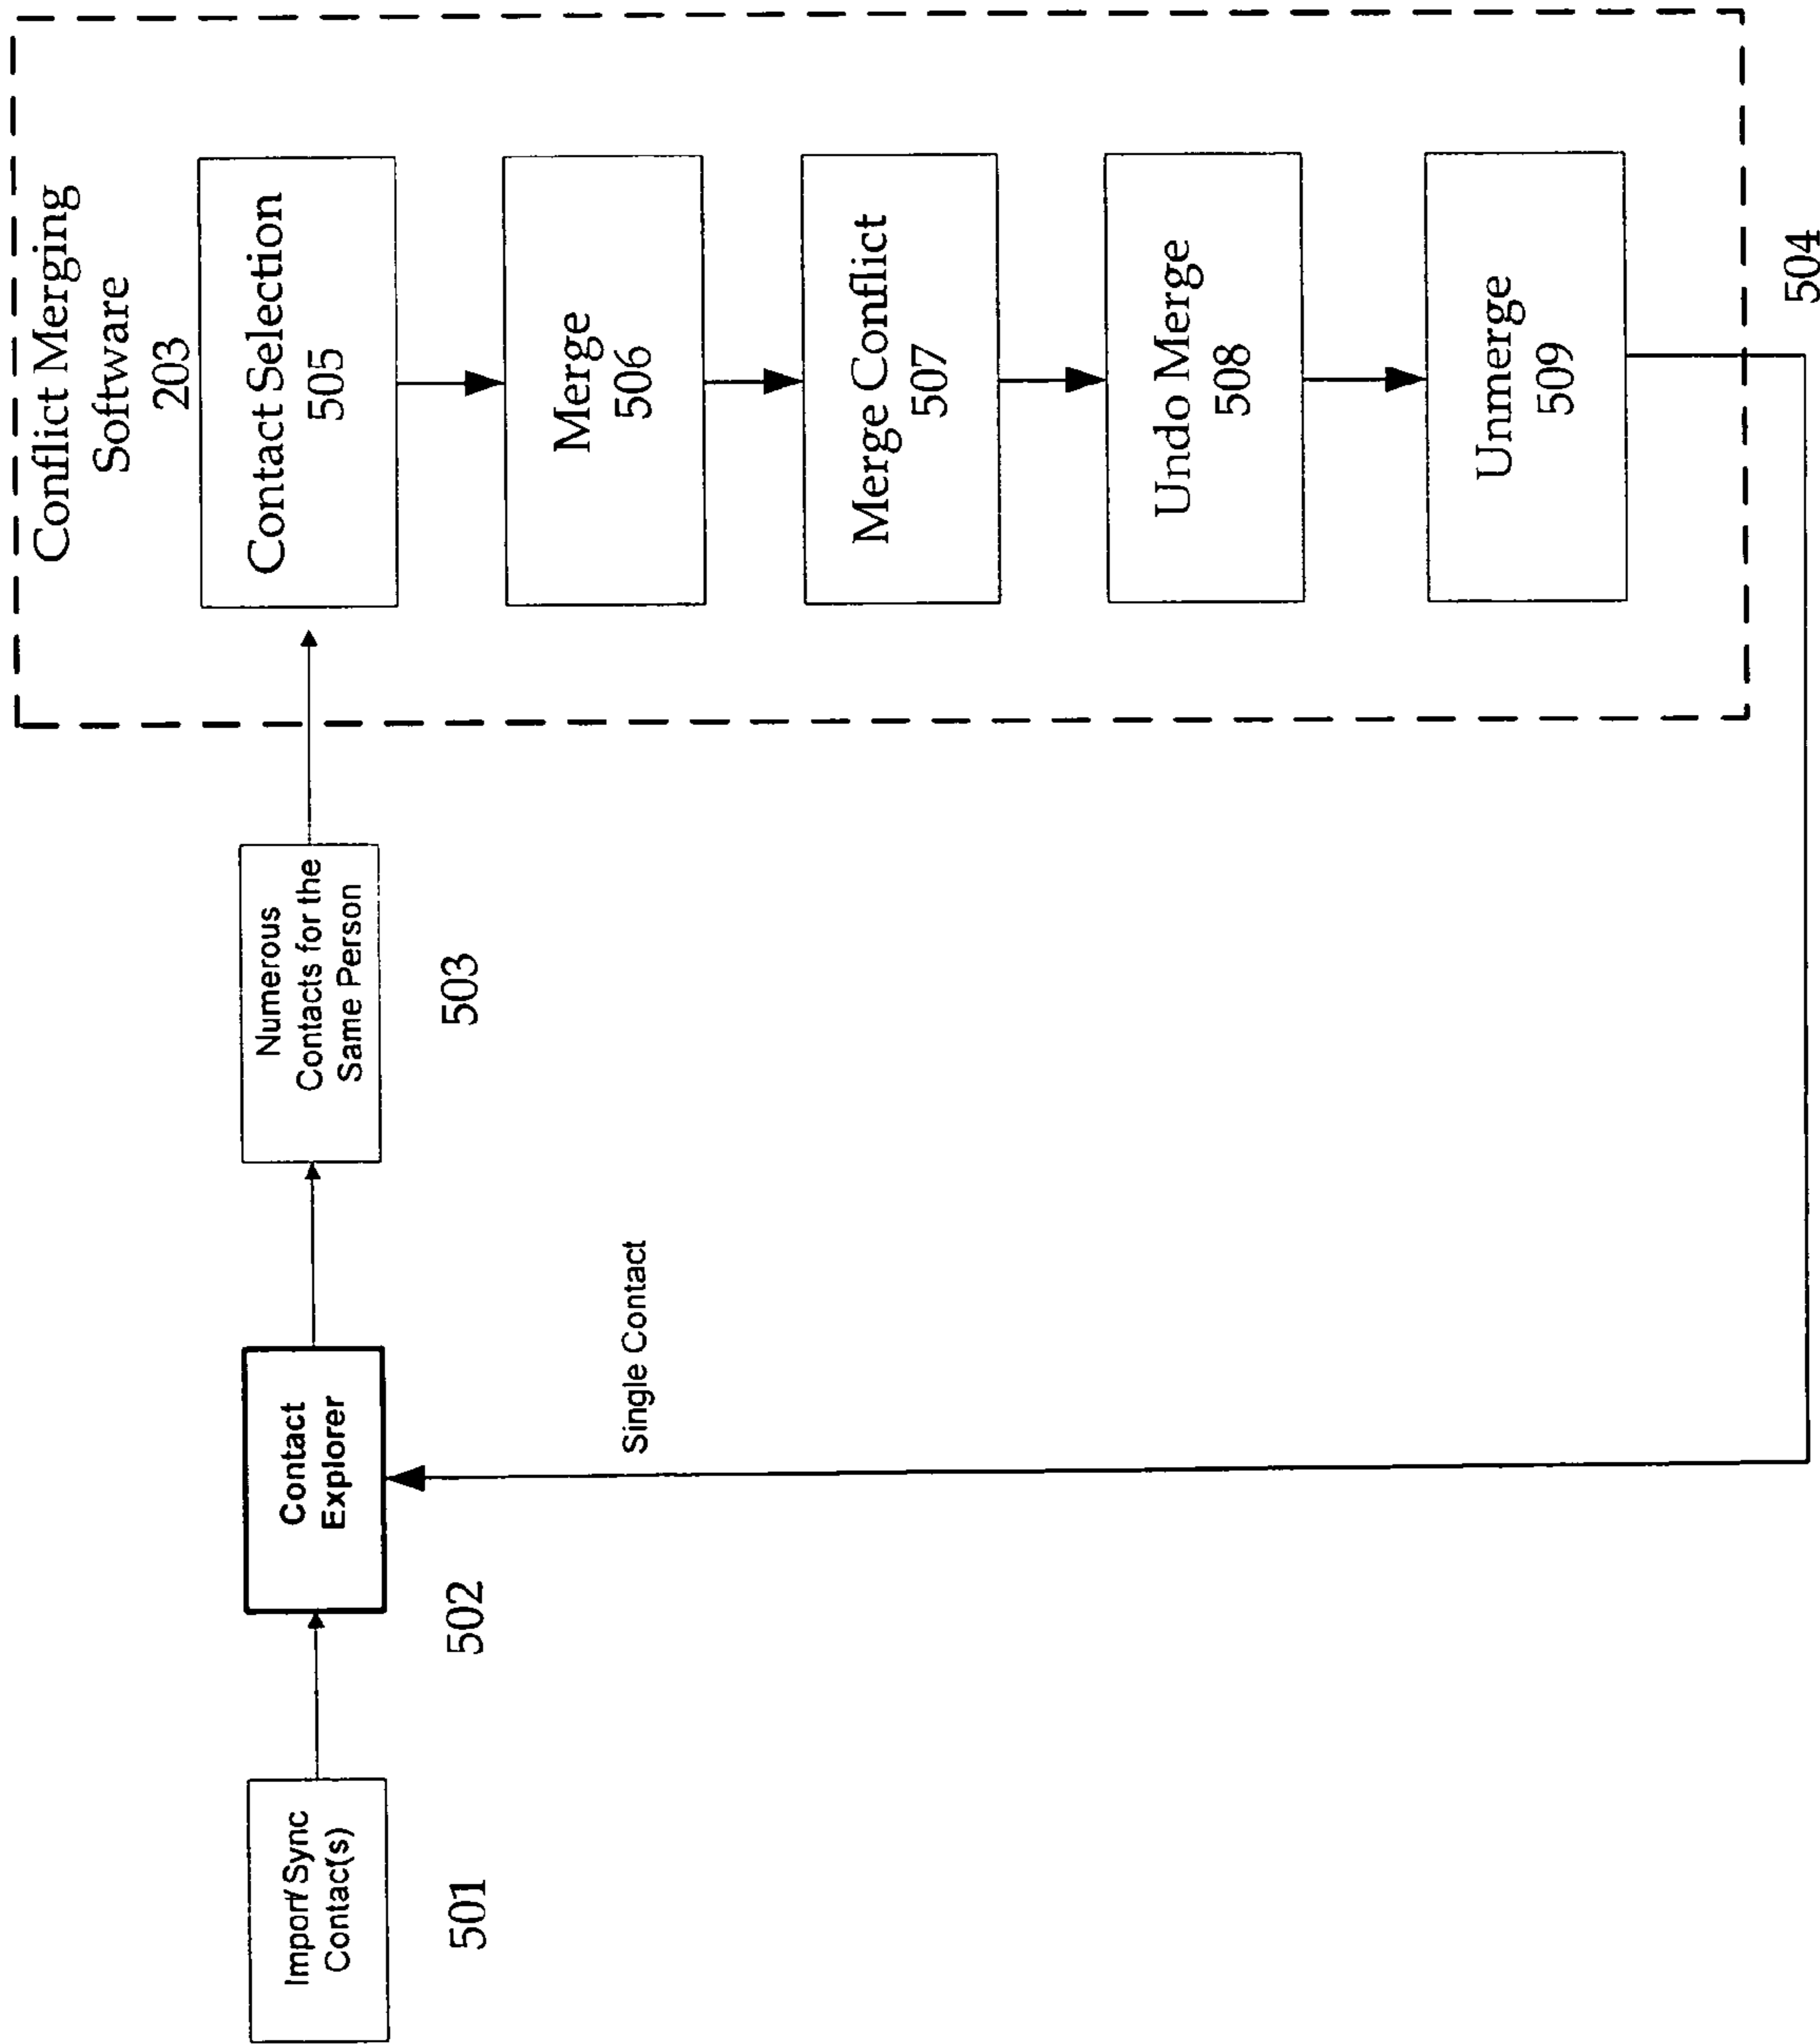 Import/Sync
Contact(s)
501
Contact
Explorer
502
Numerous
Contacts for the
Same Person
503
Single Contact
Conflict Merging
Software
203
Contact Selection
505
Merge
506
Merge Conflict
507
Undo Merge
508
Unmerge
509
504